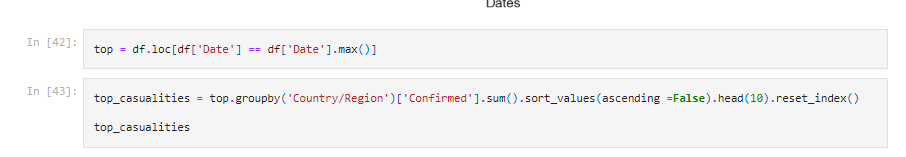 Dates
In [42]: top = df.loc[df['Date'] == df['Date'].max()]
In [43]: top_casualities = top.groupby('Country/Region')['Confirmed'].sum().sort_values(ascending =False).head(10).reset_index()
top_casualities